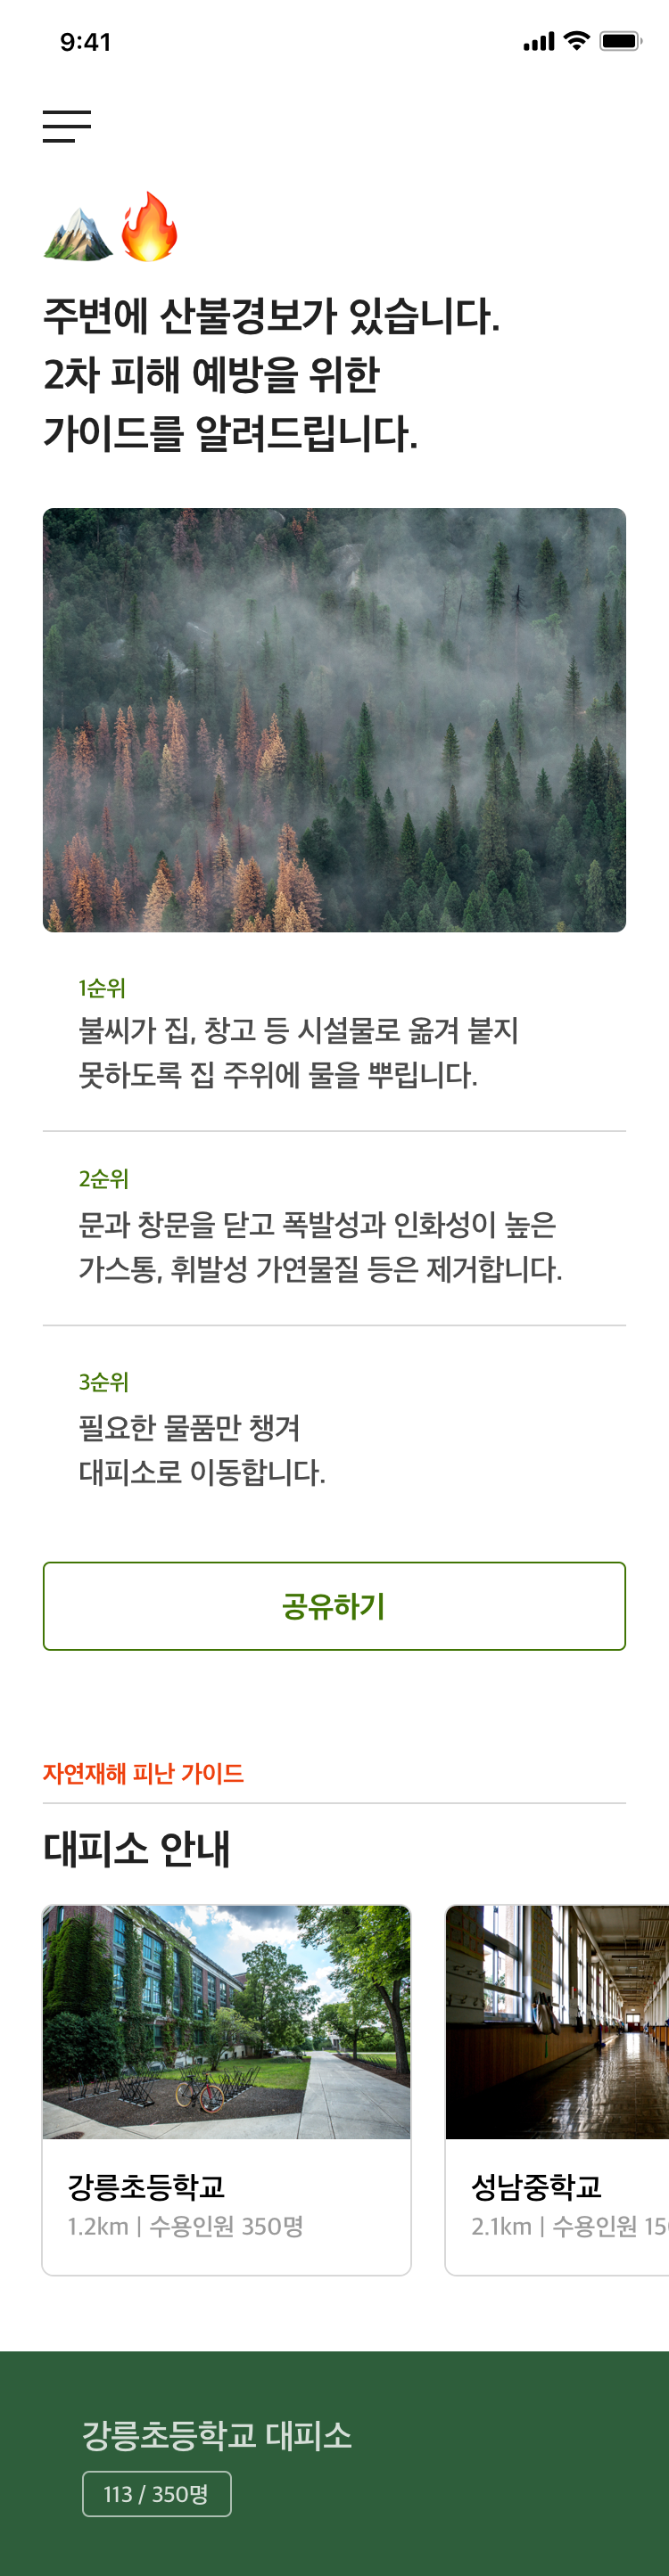 9:41
주변에 산불경보가 있습니다.
2차 피해 예방을 위한
가이드를 알려드립니다.
1순위
불씨가 집, 창고 등 시설물로 옮겨 붙지
못하도록 집 주위에 물을 뿌립니다.
2순위
문과 창문을 닫고 폭발성과 인화성이 높은
가스통, 휘발성 가연물질 등은 제거합니다.
3순위
필요한 물품만 챙겨
대피소로 이동합니다.
공유하기
자연재해 피난 가이드
대피소 안내
강릉초등학교
1.2km | 수용인원 350명
성남중학교
2.1km | 수용인원
강릉초등학교 대피소
113 / 350명